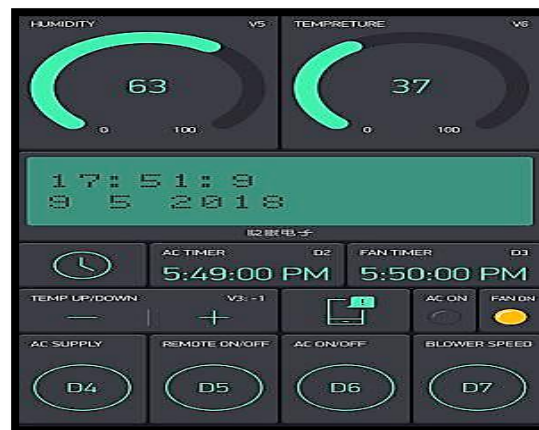 HUMIDITY V5 TEMPRETURE V6
63 37
0 100 0 100
17:51:9
9 5 2018
AC TIMER D2 FAN TIMER D3
5:49:00 PM 5:50:00 PM
TEMP UP/DOWN V3: -1 AC ON FAN ON
— +
!
AC SUPPLY REMOTE ON/OFF AC ON/OFF BLOWER SPEED
D4 D5 D6 D7